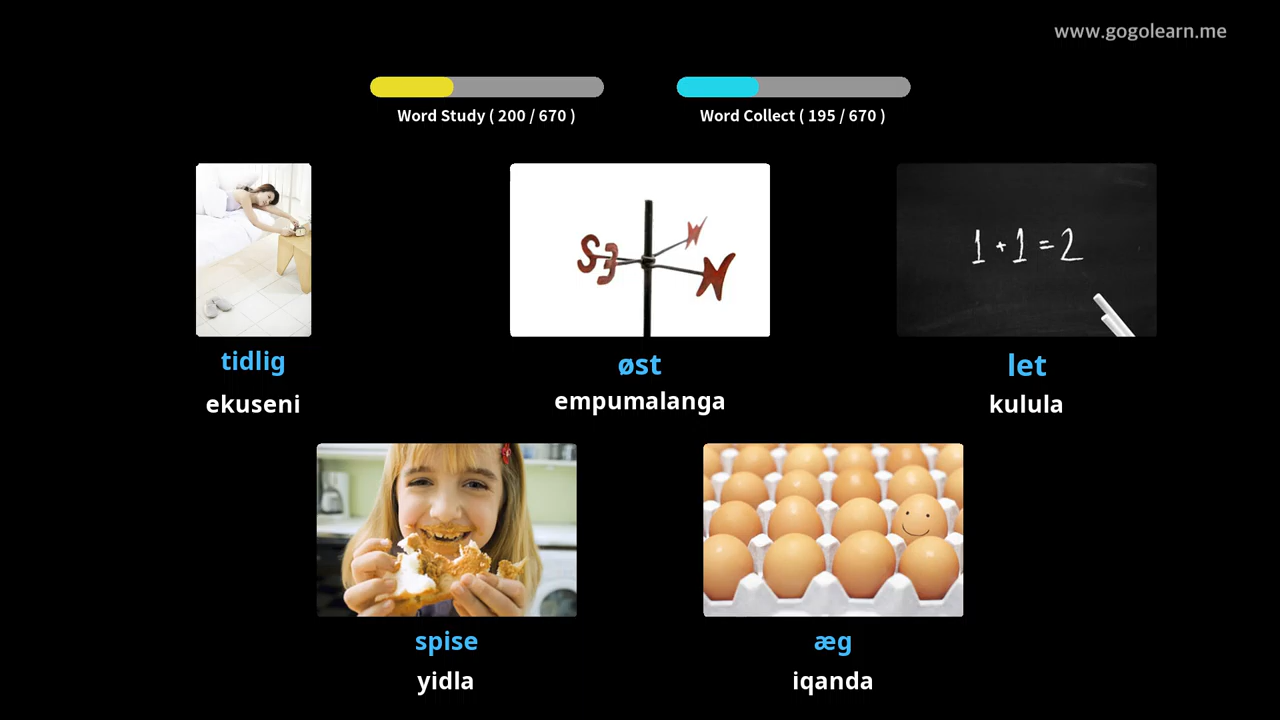 www.gogolearn.me
Word Study ( 200 / 670 )
Word Collect ( 195 / 670 )
S
E
W
N
1 + 1 = 2
tidlig
øst
let
ekuseni
empumalanga
kulula
spise
æg
yidla
iqanda